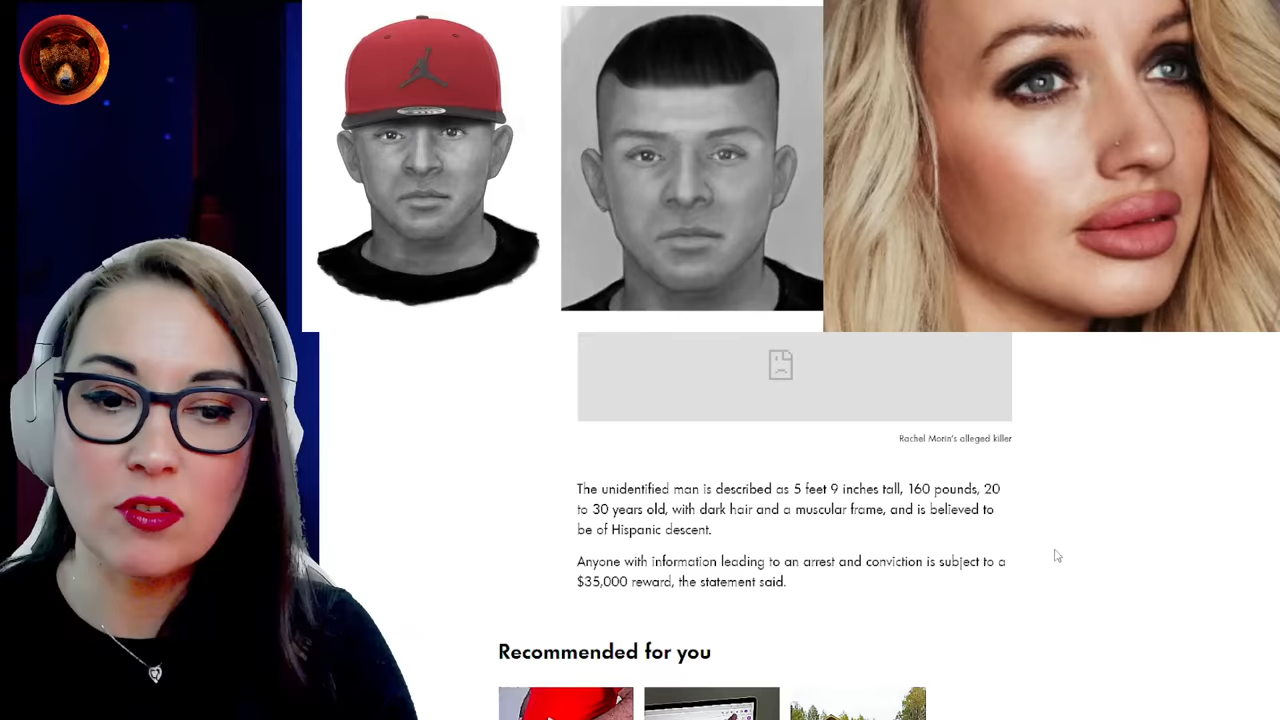 Rachel Morin's alleged killer
The unidentified man is described as 5 feet 9 inches tall, 160 pounds, 20
to 30 years old, with dark hair and a muscular frame, and is believed to
be of Hispanic descent.
Anyone with information leading to an arrest and conviction is subject to a
$35,000 reward, the statement said.
Recommended for you